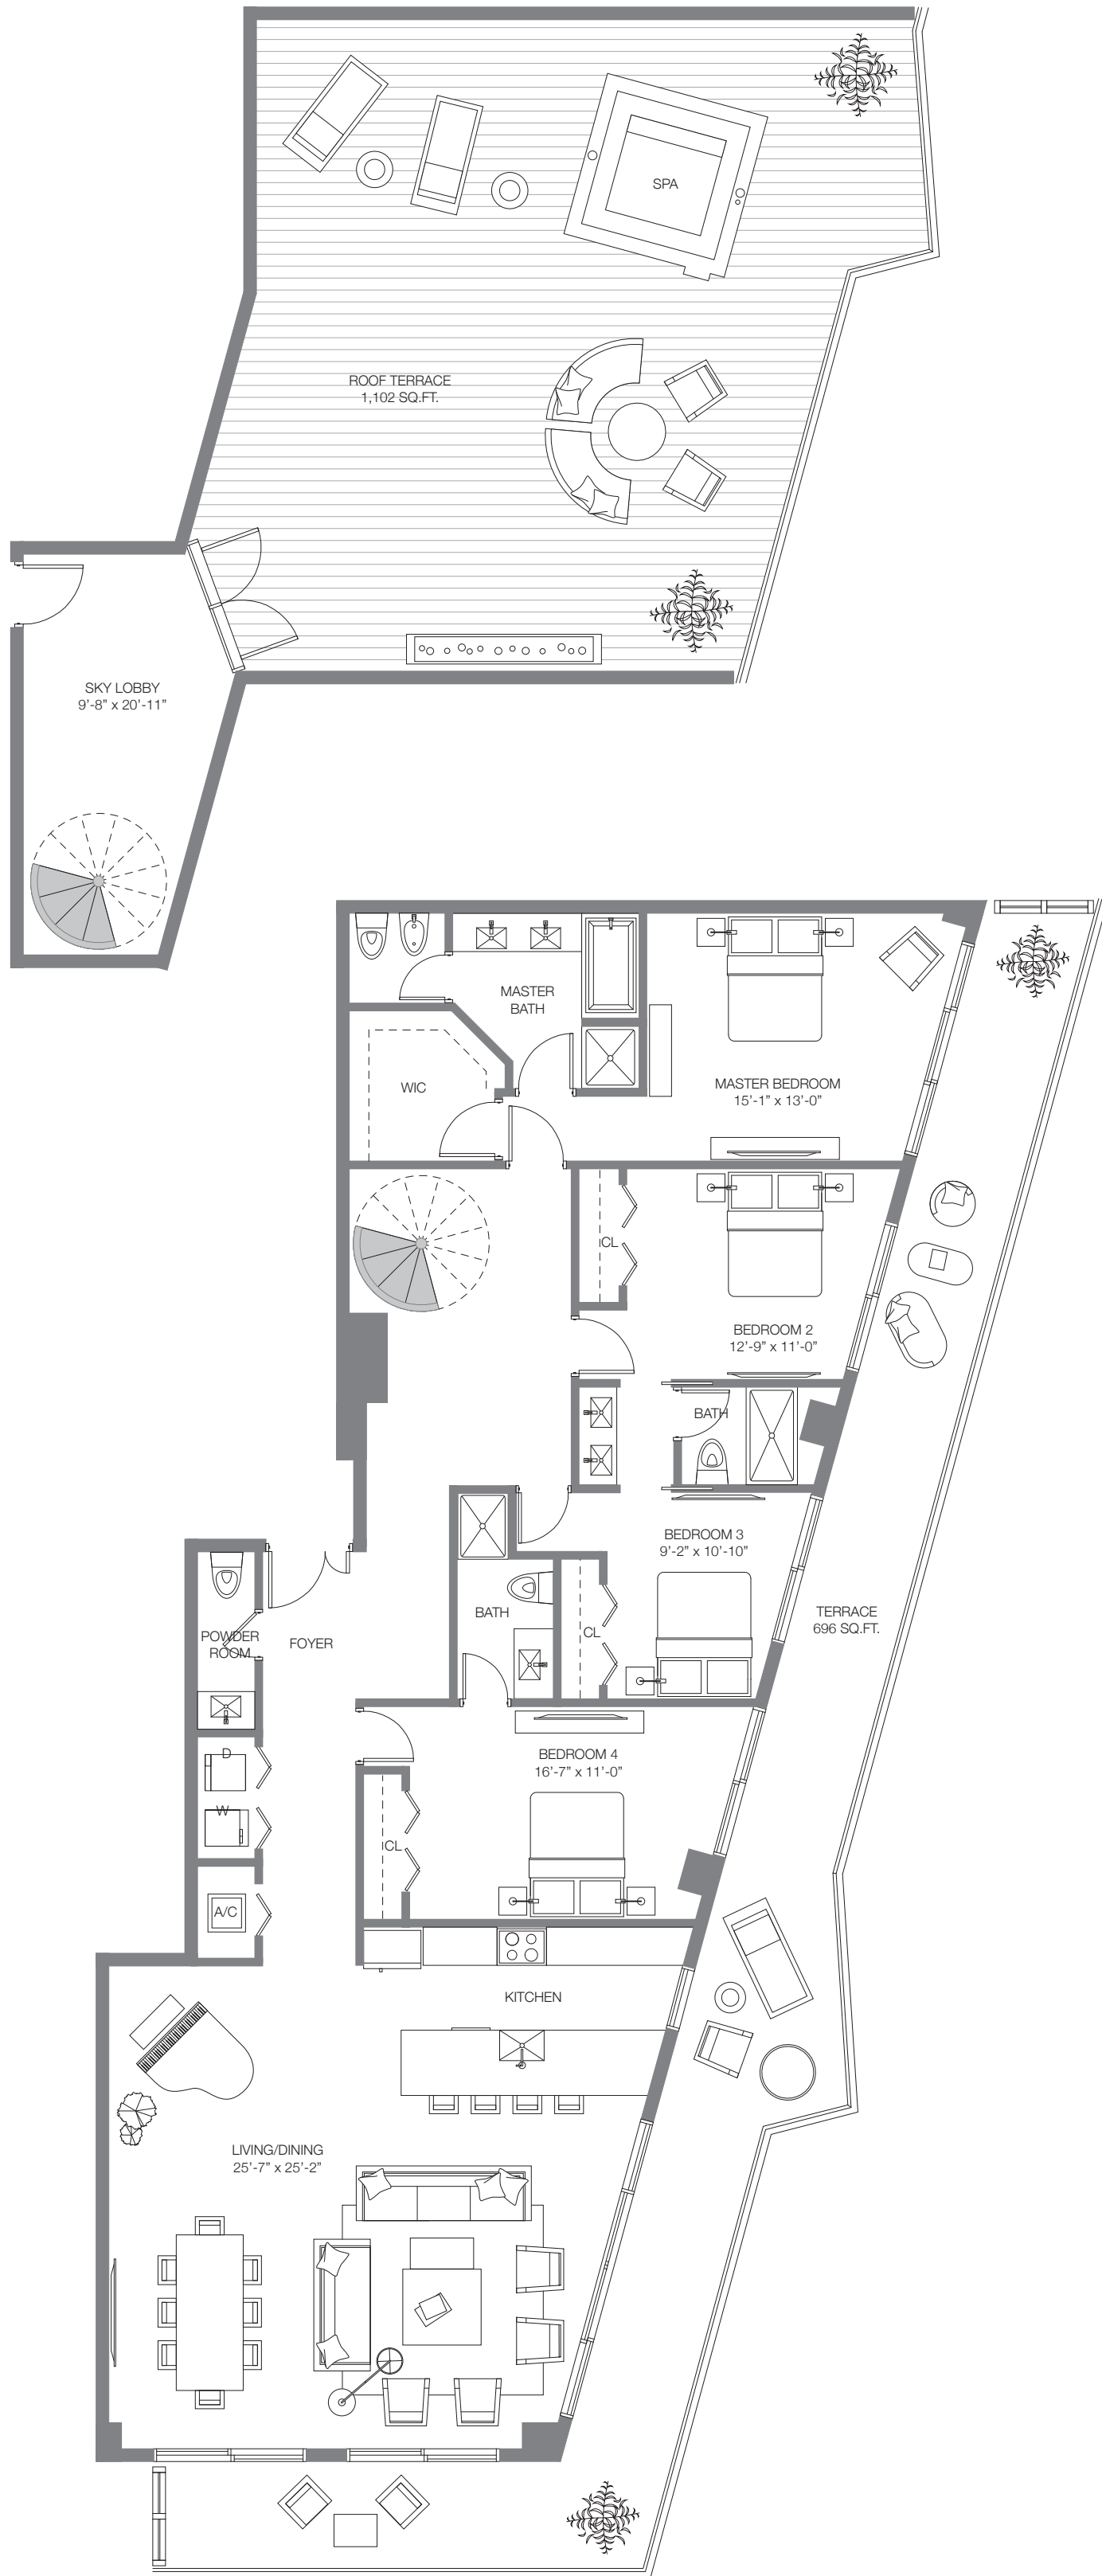 SPA
ROOF TERRACE
1,102 SQ.FT.
SKY LOBBY
9’-8” x 20’-11”
MASTER
BATH
WIC
MASTER BEDROOM
15’-1” x 13’-0”
CL
BEDROOM 2
12’-9” x 11’-0”
BATH
BEDROOM 3
9’-2” x 10’-10”
TERRACE
696 SQ.FT.
BATH
CL
POWDER
ROOM
FOYER
D
W
A/C
BEDROOM 4
16’-7” x 11’-0”
CL
KITCHEN
LIVING/DINING
25’-7” x 25’-2”